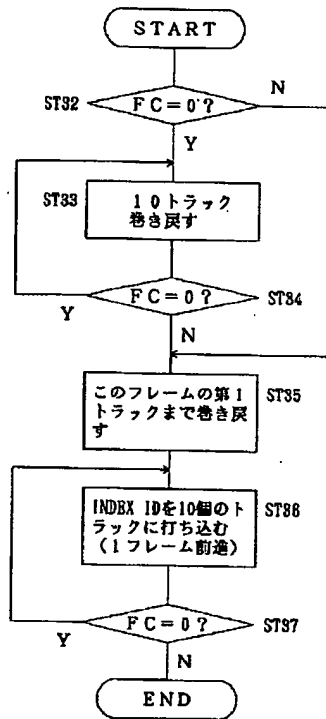 START
N
ST32
FC=0?
Y
ST33
10トラック
巻き戻す
FC=0?
ST34
Y
N
このフレームの第1
トラックまで巻き戻
す
ST35
INDEX IDを10個のト
ラックに打ち込む
(1フレーム前進)
ST36
FC=0?
ST37
Y
N
END